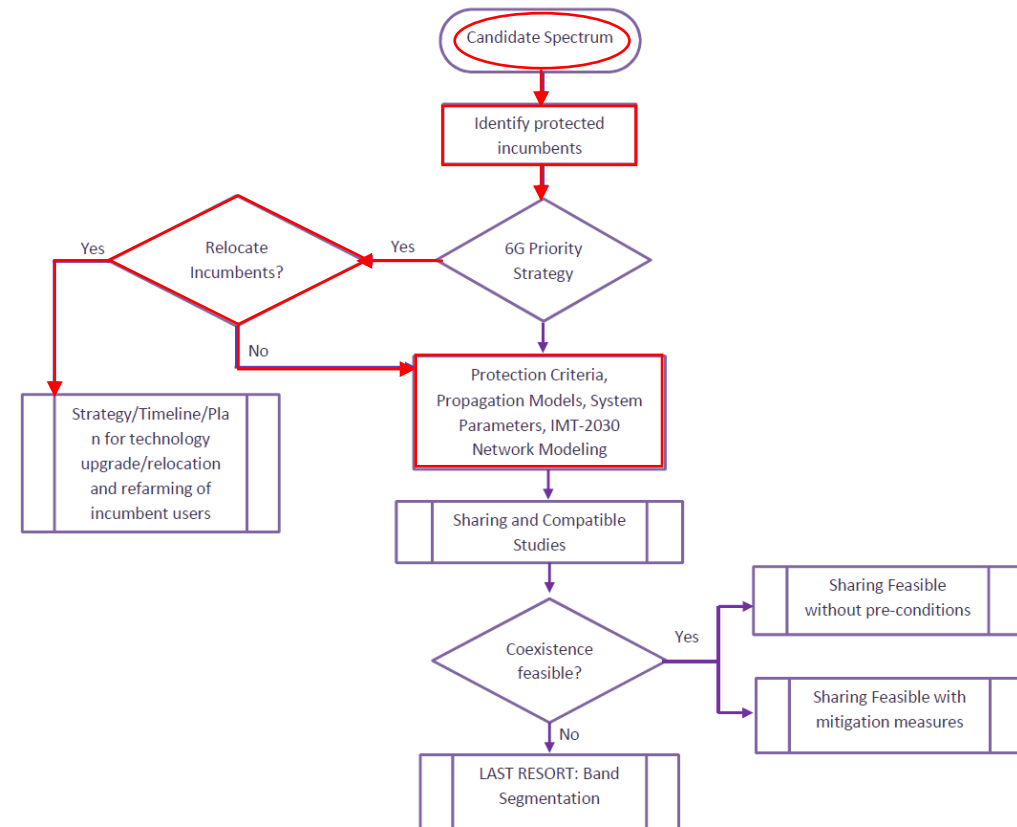 Candidate Spectrum
Identify protected
incumbents
Yes
Relocate
Incumbents?
Yes
6G Priority
Strategy
No
Protection Criteria,
Propagation Models, System
Parameters, IMT-2030
Network Modeling
Strategy/Timeline/Pla
n for technology
upgrade/relocation
and refarming of
incumbent users
Sharing and Compatible
Studies
Coexistence
feasible?
Yes
Sharing Feasible
without pre-conditions
Sharing Feasible with
mitigation measures
No
LAST RESORT: Band
Segmentation